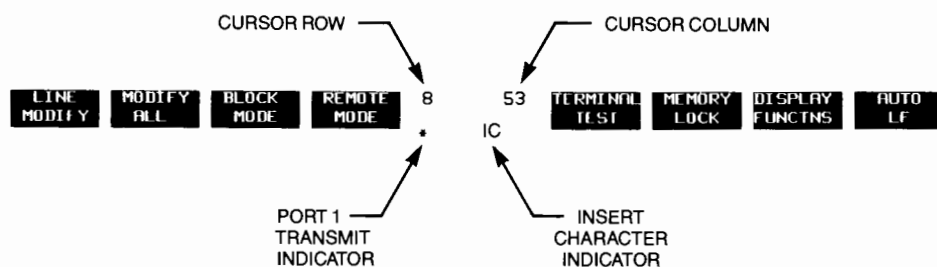 CURSOR ROW
CURSOR COLUMN
LINE MODIFY
MODIFY ALL
BLOCK MODE
REMOTE MODE
8
53
TERMINAL TEST
MEMORY LOCK
DISPLAY FUNCTNS
AUTO LF
*
IC
PORT 1
TRANSMIT
INDICATOR
INSERT
CHARACTER
INDICATOR